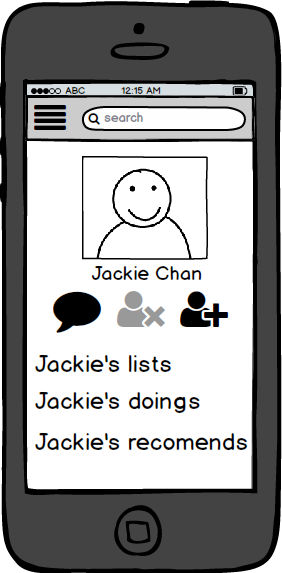 ABC 12:15 AM
search
Jackie Chan
Jackie's lists
Jackie's doings
Jackie's recomends